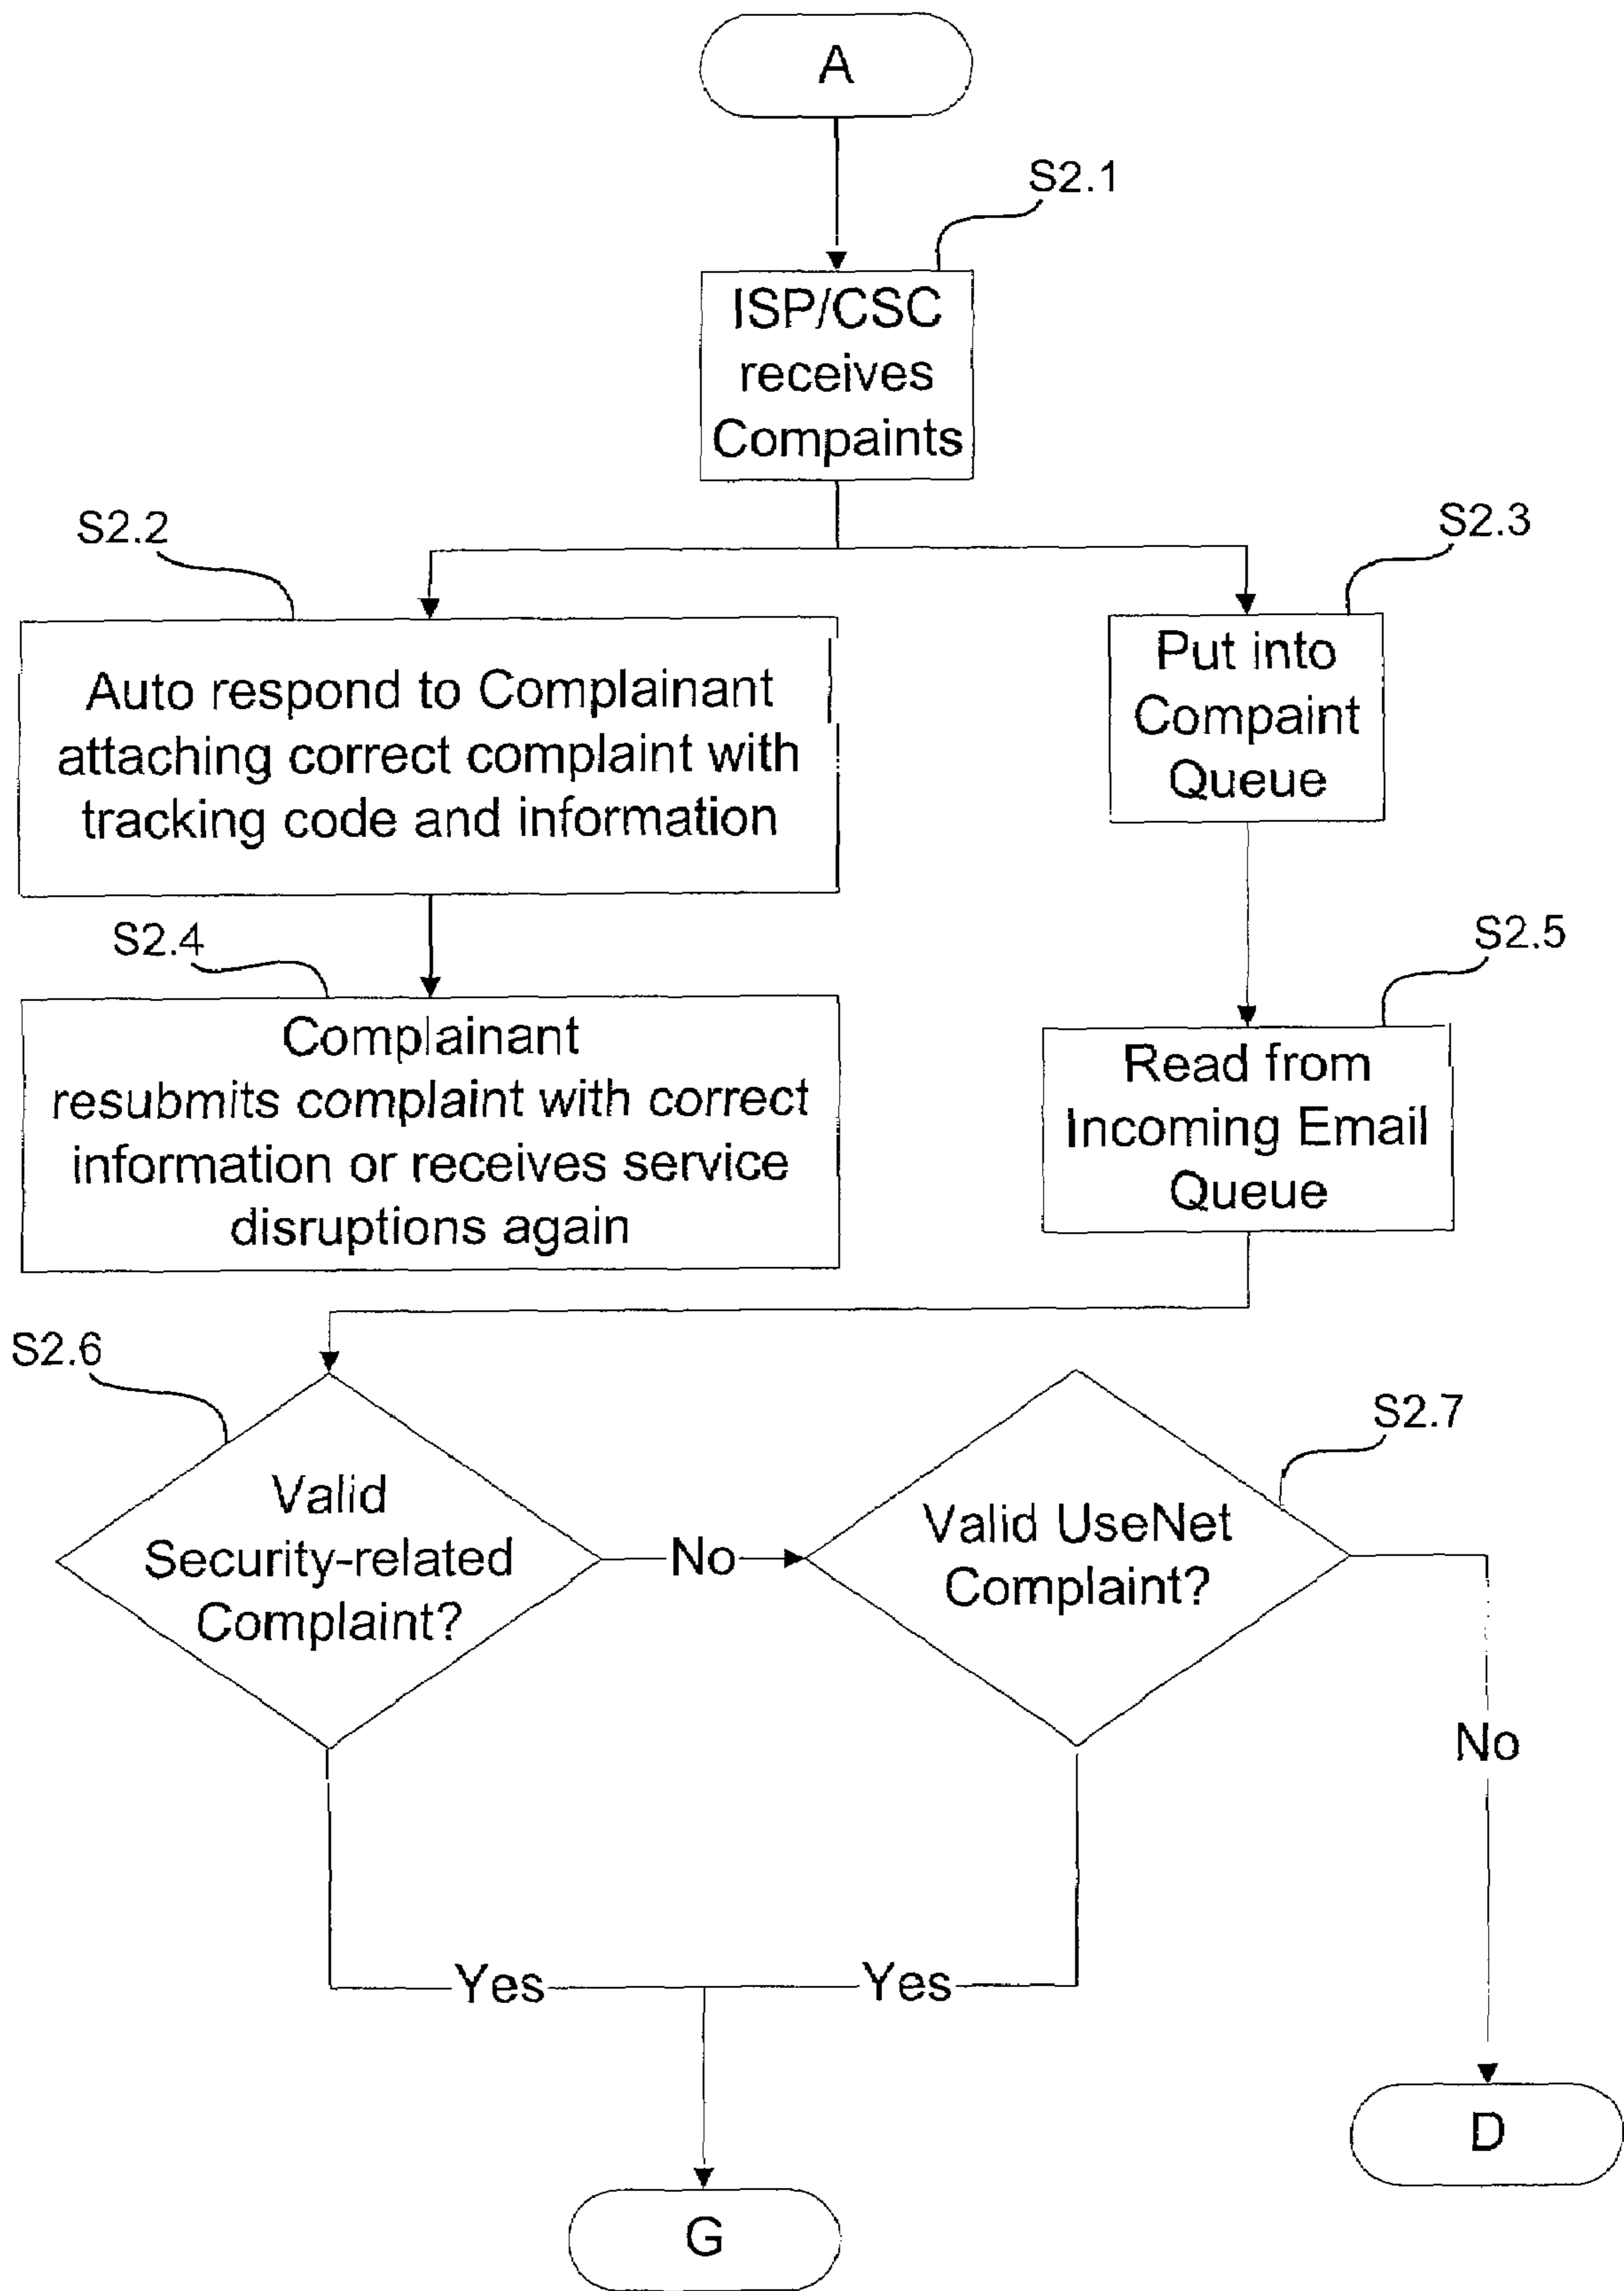 A
S2.1
ISP/CSC
receives
Compaints
S2.2
S2.3
Auto respond to Complainant
attaching correct complaint with
tracking code and information
Put into
Compaint
Queue
S2.4
S2.5
Complainant
resubmits complaint with correct
information or receives service
disruptions again
Read from
Incoming Email
Queue
S2.6
S2.7
Valid
Security-related
Complaint?
No
Valid UseNet
Complaint?
No
Yes
Yes
D
G